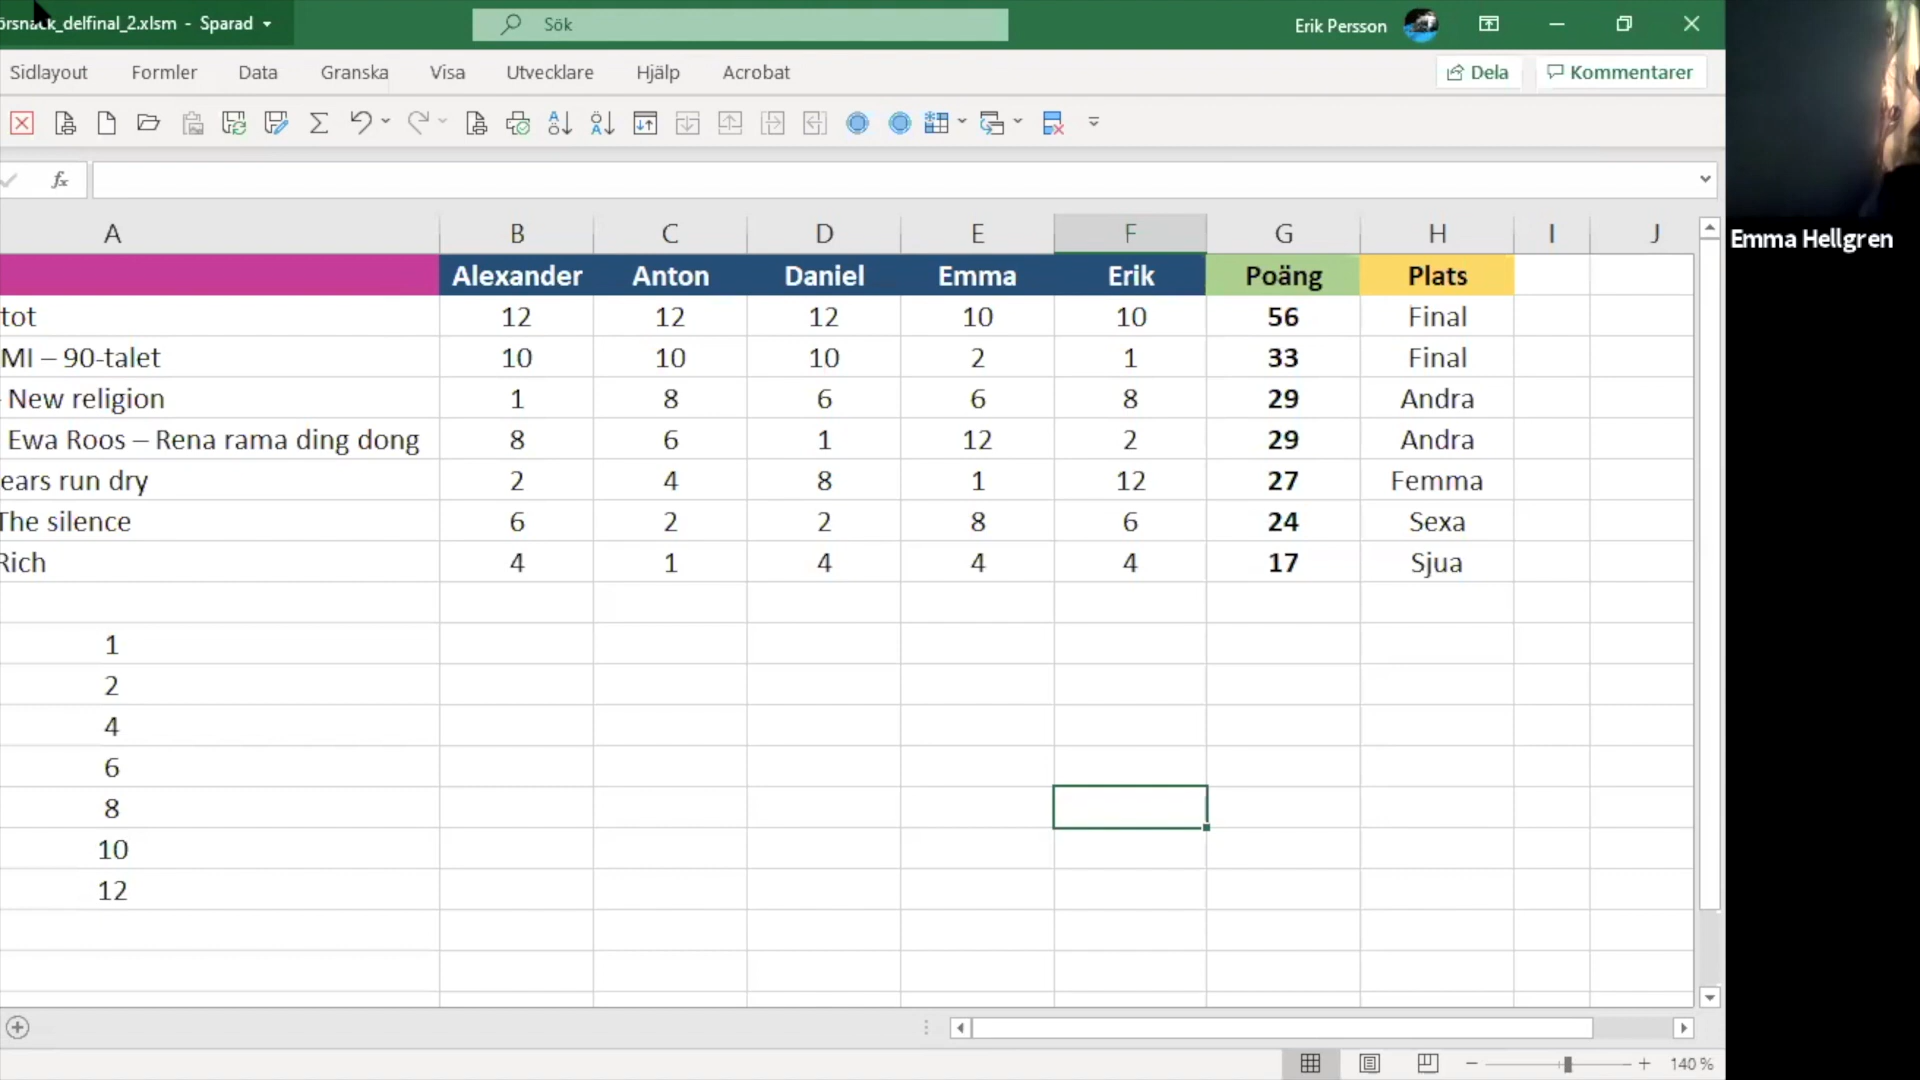 örsnack_delfinal_2.xlsm - Sparad
Sök
Erik Persson
Sidlayout Formler Data Granska Visa Utvecklare Hjälp Acrobat Dela Kommentarer
fx
A B C D E F G H I J
Alexander Anton Daniel Emma Erik Poäng Plats
tot 12 12 12 10 10 56 Final
MI – 90-talet 10 10 10 2 1 33 Final
New religion 1 8 6 6 8 29 Andra
Ewa Roos – Rena rama ding dong 8 6 1 12 2 29 Andra
ears run dry 2 4 8 1 12 27 Femma
The silence 6 2 2 8 6 24 Sexa
Rich 4 1 4 4 4 17 Sjua
1
2
4
6
8
10
12
140 %
Emma Hellgren